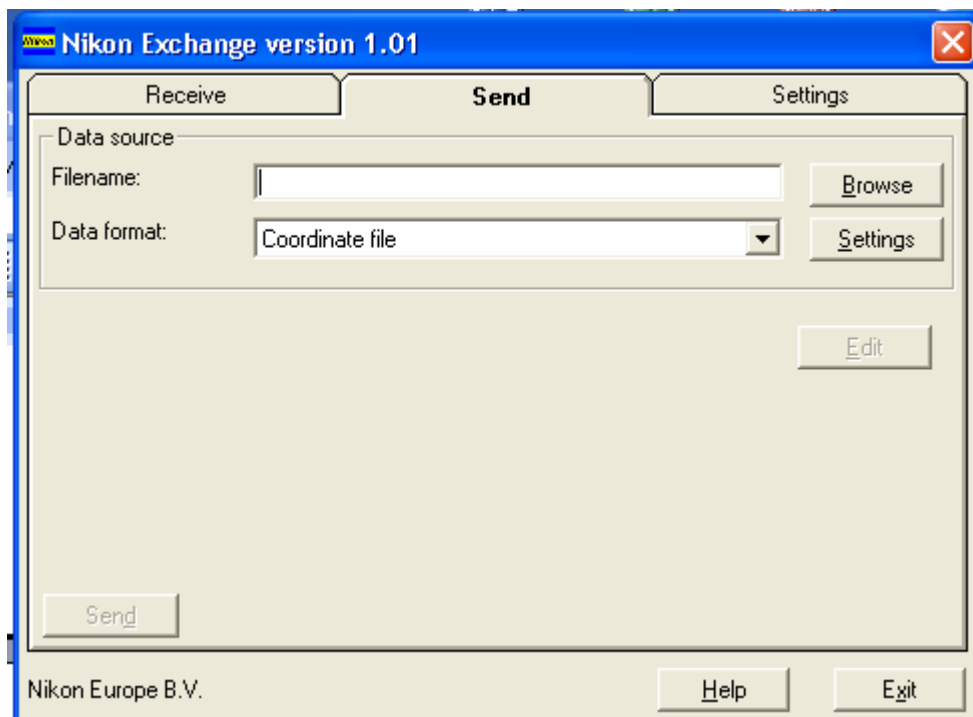 Nikon Exchange version 1.01
Receive Send Settings
Data source
Filename: Browse
Data format: Coordinate file Settings
Edit
Send
Nikon Europe B.V. Help Exit